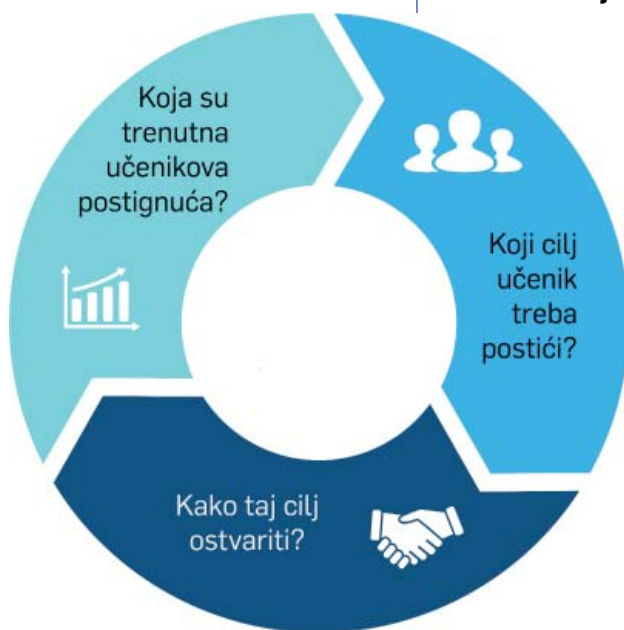 Koja su
trenutna
učenikova
postignuća?
Koji cilj
učenik
treba
postići?
Kako taj cilj
ostvariti?